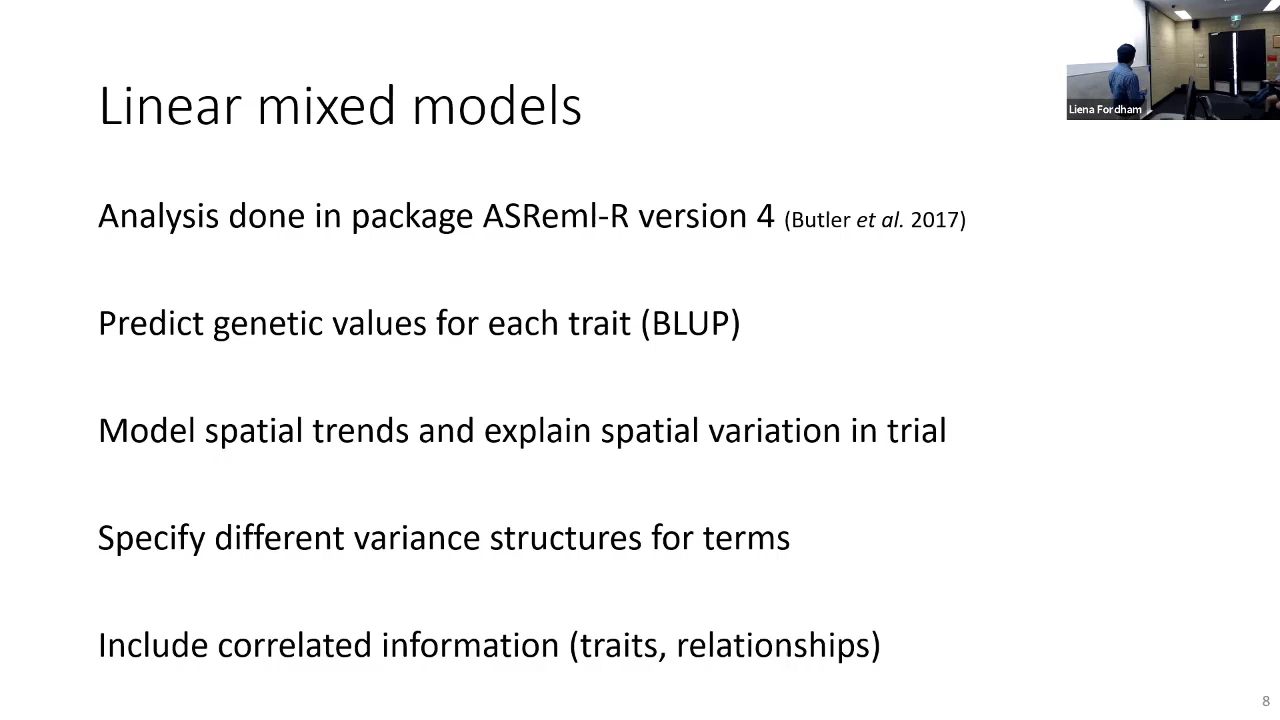 Linear mixed models
Liena Fordham
Analysis done in package ASReml-R version 4 (Butler et al. 2017)
Predict genetic values for each trait (BLUP)
Model spatial trends and explain spatial variation in trial
Specify different variance structures for terms
Include correlated information (traits, relationships)
8